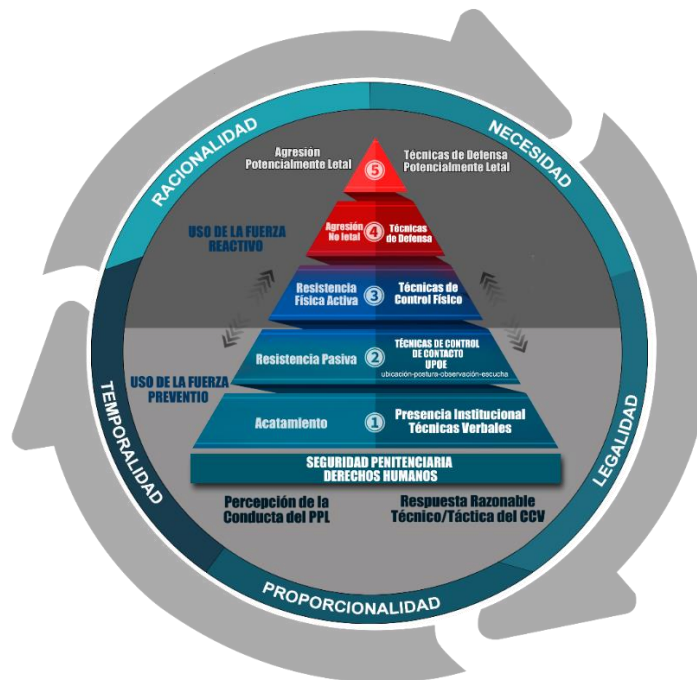 RACIONALIDAD
NECESIDAD
Agresión
Potencialmente Letal
5
Técnicas de Defensa
Potencialmente Letal
USO DE LA FUERZA
REACTIVO
Agresión
No letal
4
Técnicas
de Defensa
Resistencia
Física Activa
3
Técnicas de
Control Físico
Resistencia Pasiva
2
TÉCNICAS DE CONTROL
DE CONTACTO
UPOE
ubicación-postura-observación-escucha
USO DE LA FUERZA
PREVENTIO
Acatamiento
1
Presencia Institucional
Técnicas Verbales
TEMPORALIDAD
LEGALIDAD
SEGURIDAD PENITENCIARIA
DERECHOS HUMANOS
Percepción de la
Conducta del PPL
Respuesta Razonable
Técnico/Táctica del CCV
PROPORCIONALIDAD